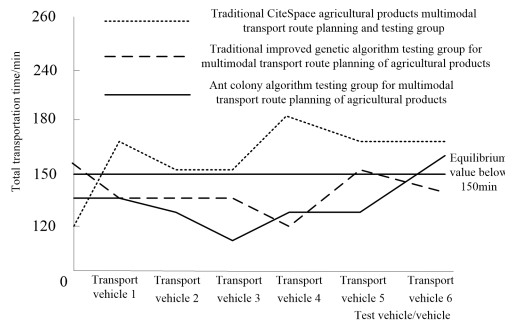 260
Traditional CiteSpace agricultural products multimodal
transport route planning and testing group
Traditional improved genetic algorithm testing group for
multimodal transport route planning of agricultural products
Ant colony algorithm testing group for multimodal
transport route planning of agricultural products
Total transportation time/min
240
180
150
120
0
Equilibrium
value below
150min
Transport
vehicle 1
Transport
vehicle 2
Transport
vehicle 3
Transport
vehicle 4
Transport
vehicle 5
Transport
vehicle 6
Test vehicle/vehicle